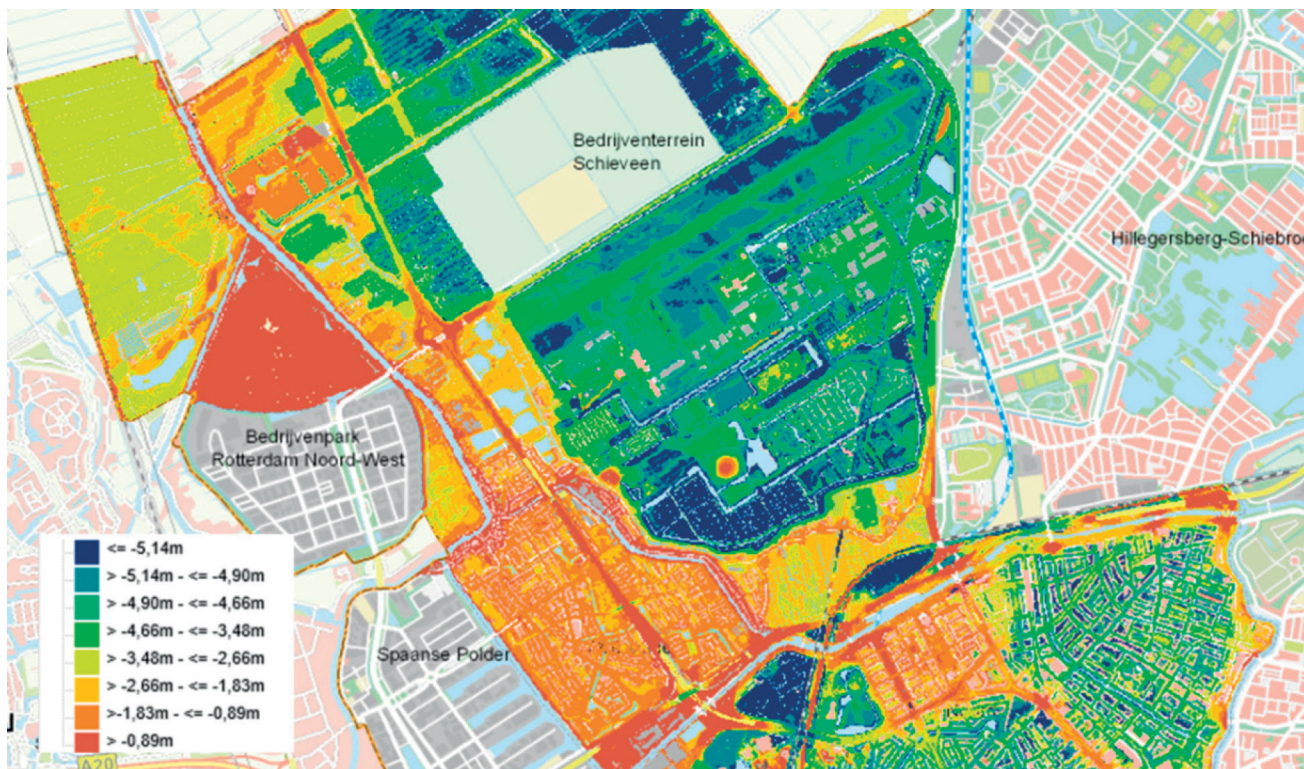 Bedrijventerrein
Schieveen
Hillegersberg-Schiebroe
Bedrijvenpark
Rotterdam Noord-West
Spaanse Polder
<= -5,14m
> -5,14m - <= -4,90m
> -4,90m - <= -4,66m
> -4,66m - <= -3,48m
> -3,48m - <= -2,66m
> -2,66m - <= -1,83m
>-1,83m - <= -0,89m
> -0,89m
A20